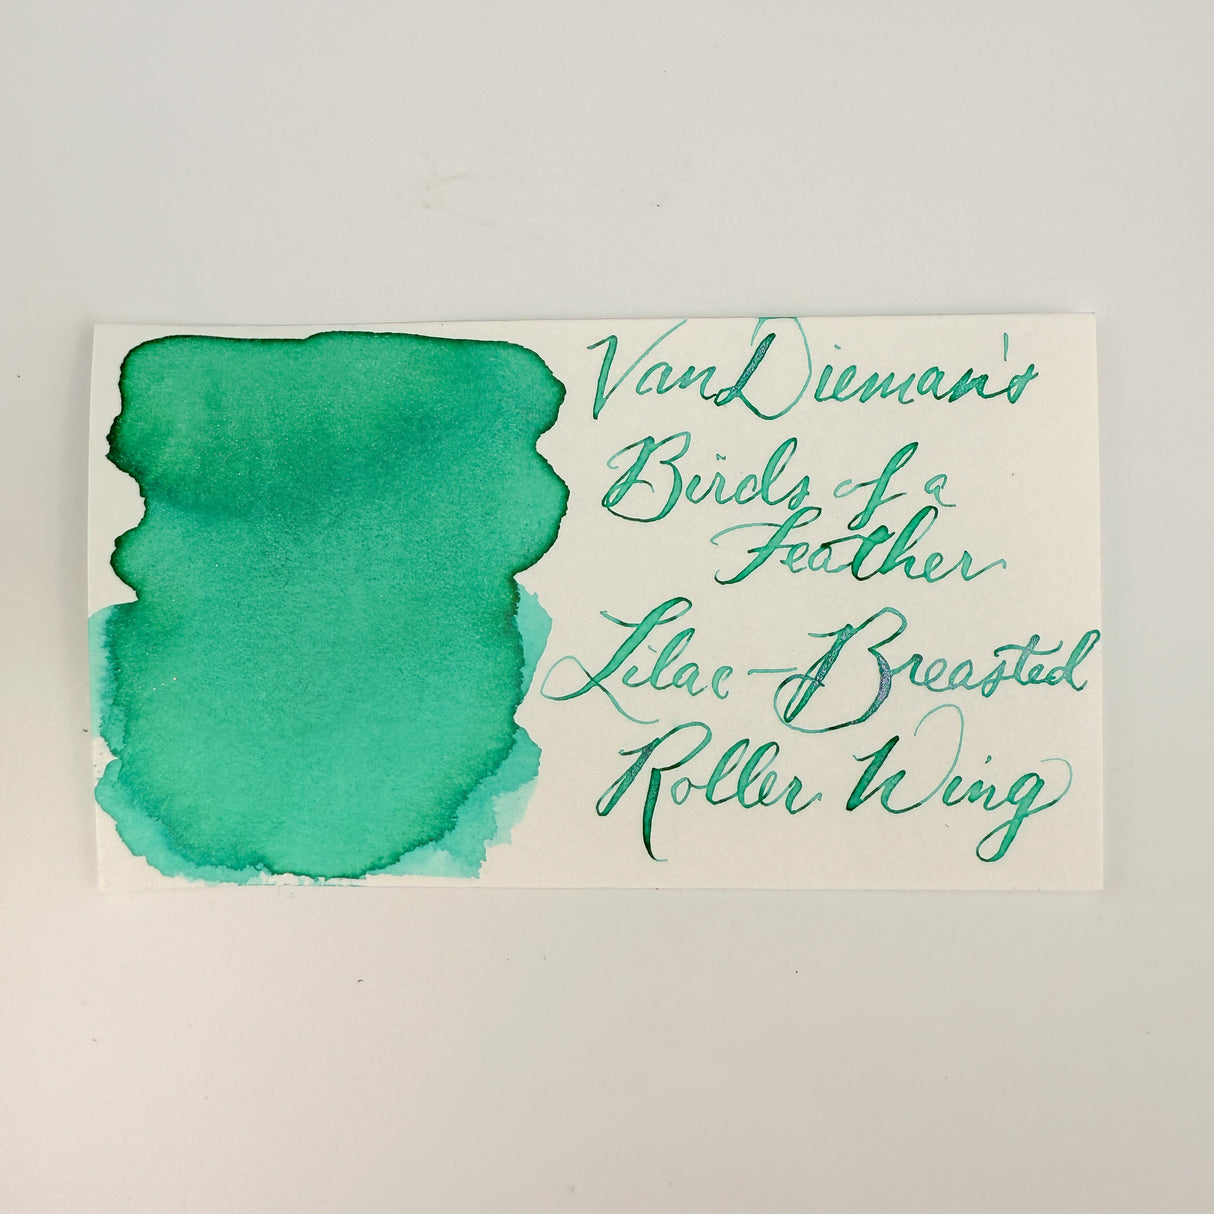 Van Dieman's
Birds of a
Feather
Lilac-Breasted
Roller Wing